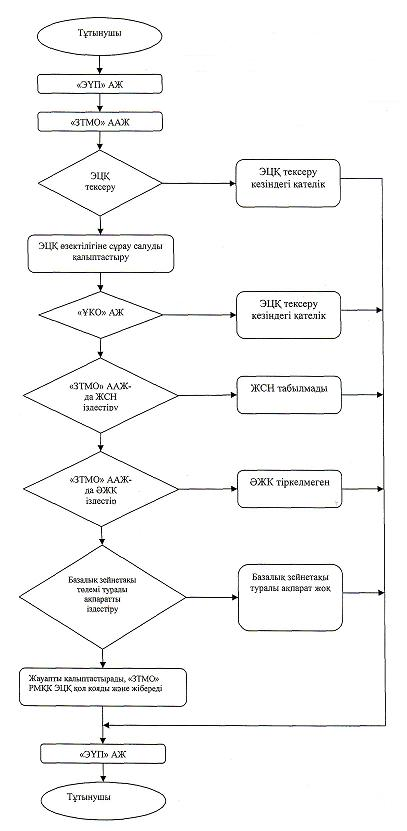 Тұтынушы
«ЭҮП» АЖ
«ЗТМО» ААЖ
ЭЦҚ
тексеру
ЭЦҚ тексеру
кезіндегі қателік
ЭЦҚ өзектілігіне сұрау салуды
қалыптастыру
«ҰКО» АЖ
ЭЦҚ тексеру
кезіндегі қателік
«ЗТМО» ААЖ-
да ЖСН
іздестіру
ЖСН табылмады
«ЗТМО» ААЖ-
да ӘЖК
іздестір
ӘЖК тіркелмеген
Базалық зейнетақы
төлемі туралы
ақпаратты
іздестіру
Базалық зейнетақы
туралы ақпарат жоқ
Жауапты қалыптастырады, «ЗТМО»
РМҚК ЭЦҚ қол қояды және жібереді
«ЭҮП» АЖ
Тұтынушы